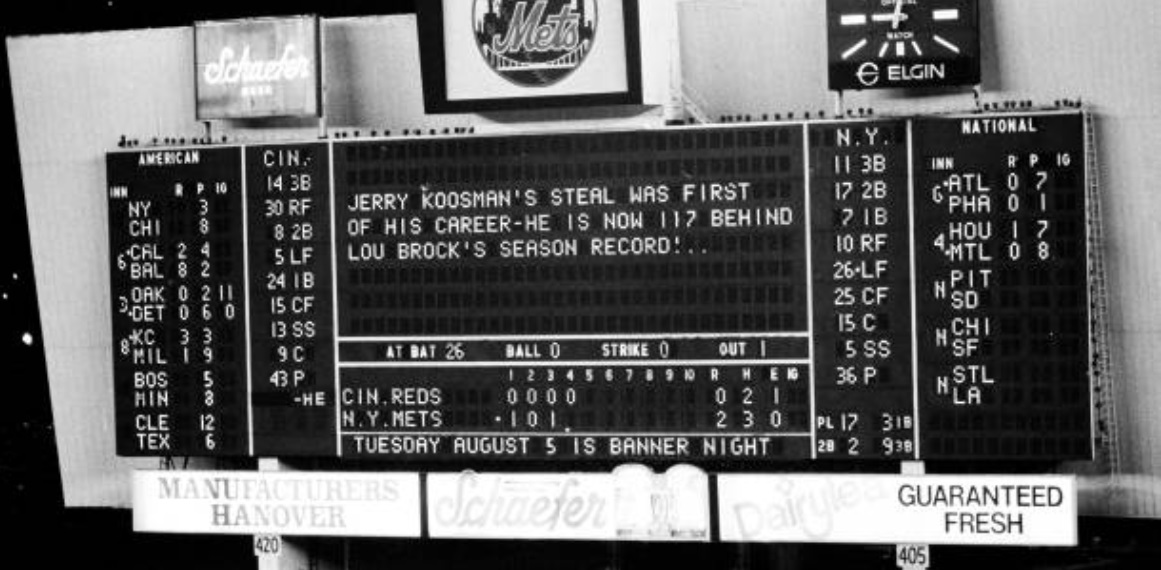 Schaefer
BEER
Mets
OFFICIAL
WATCH
ELGIN
AMERICAN
INN R P IG
NY 3
CHI 8
6 CAL 2 4
BAL 8 2
3 OAK 0 2 11
DET 0 6 0
8 KC 3 3
MIL 1 9
BOS 5
MIN 8
CLE 12
TEX 6
CIN.
14 3B
30 RF
8 2B
5 LF
24 1B
15 CF
13 SS
9 C
43 P
-HE
JERRY KOOSMAN'S STEAL WAS FIRST
OF HIS CAREER-HE IS NOW 117 BEHIND
LOU BROCK'S SEASON RECORD!...
AT BAT 26 BALL 0 STRIKE 0 OUT 1
1 2 3 4 5 6 7 8 9 10 R H E IG
CIN.REDS 0 0 0 0 0 2 1
N.Y.METS 1 0 1 2 3 0
TUESDAY AUGUST 5 IS BANNER NIGHT
N.Y.
11 3B
17 2B
7 1B
10 RF
26 LF
25 CF
15 C
5 SS
36 P
PL 17 3 1B
2B 2 9 3B
NATIONAL
INN R P IG
6 ATL 0 7
PHA 0 1
4 HOU 1 7
MTL 0 8
N PIT
SD
N CHI
SF
N STL
LA
MANUFACTURERS
HANOVER
Schaefer
Dairylea
GUARANTEED
FRESH
420
405